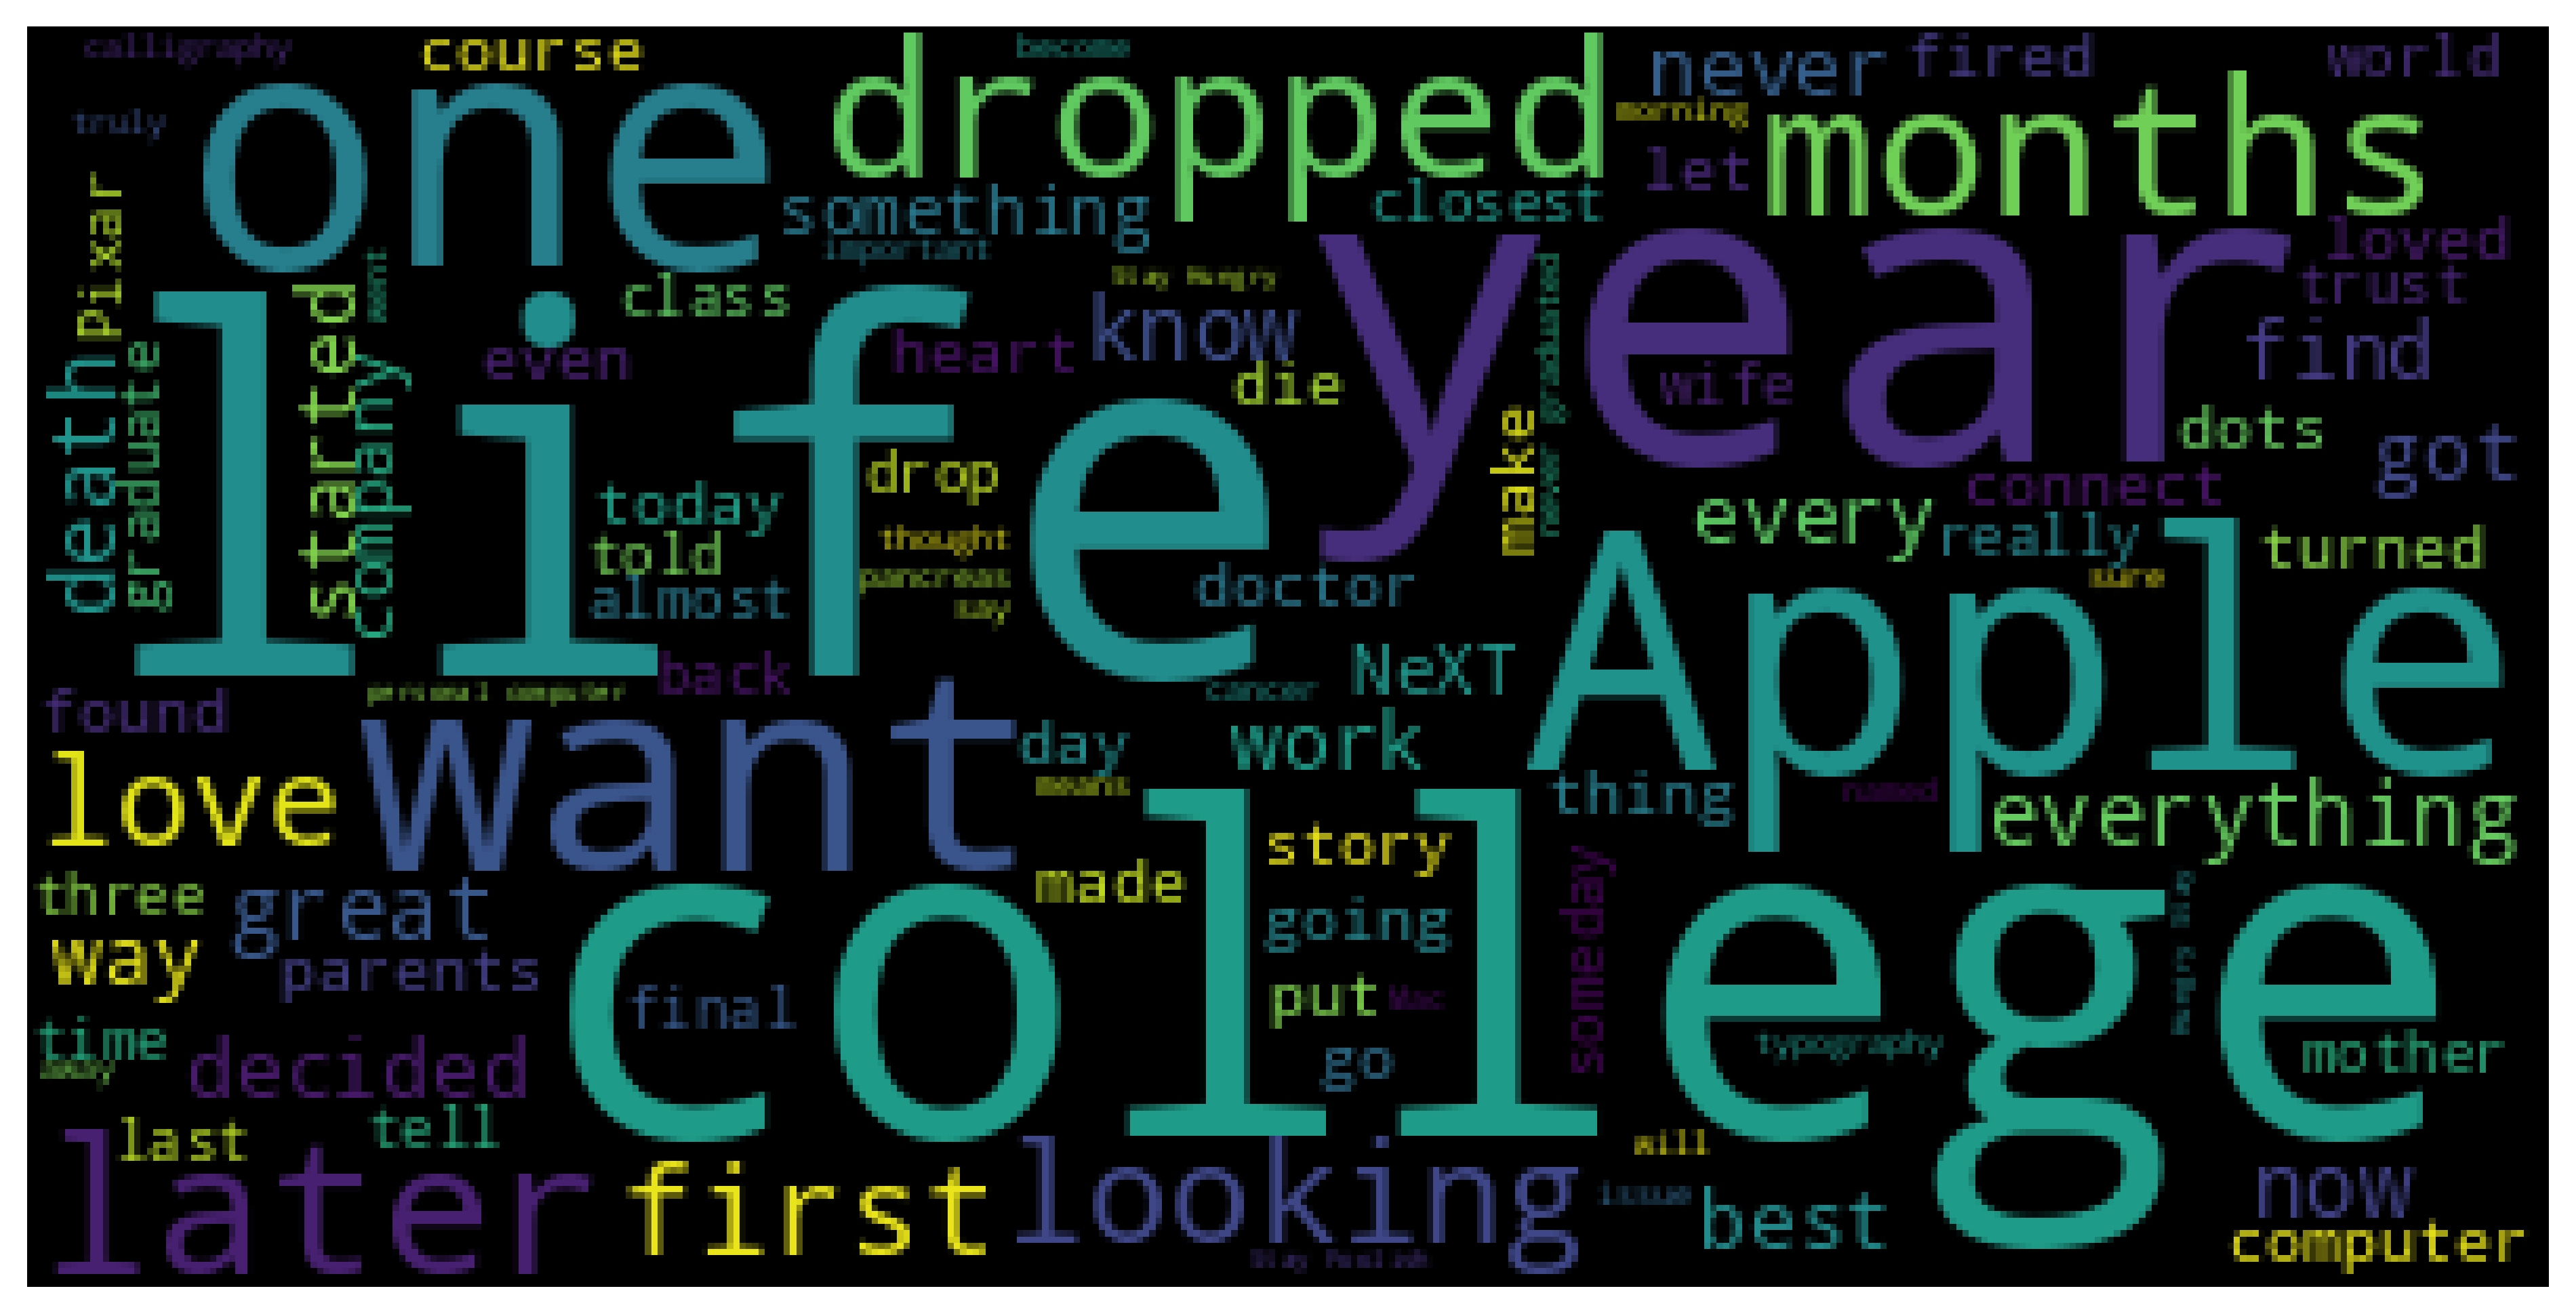 calligraphy
course
become
never
fired
world
one
dropped
morning
months
truly
let
Pixar
something
closest
important
year
loved
trust
life
started
class
Stay Hungry
know
never graduated
find
even
heart
wife
death
graduate
company
die
dots
got
make
drop
connect
today
every
really
thought
told
turned
pancreas
Apple
almost
doctor
say
back
NeXT
found
personal computer
cancer
want
day
work
love
means
thing
named
everything
college
story
three
great
made
going
someday
way
parents
final
put
Mac
time
away
typography
mother
decided
go
tell
last
later
first
looking
will
issue
best
now
computer
Stay Foolish